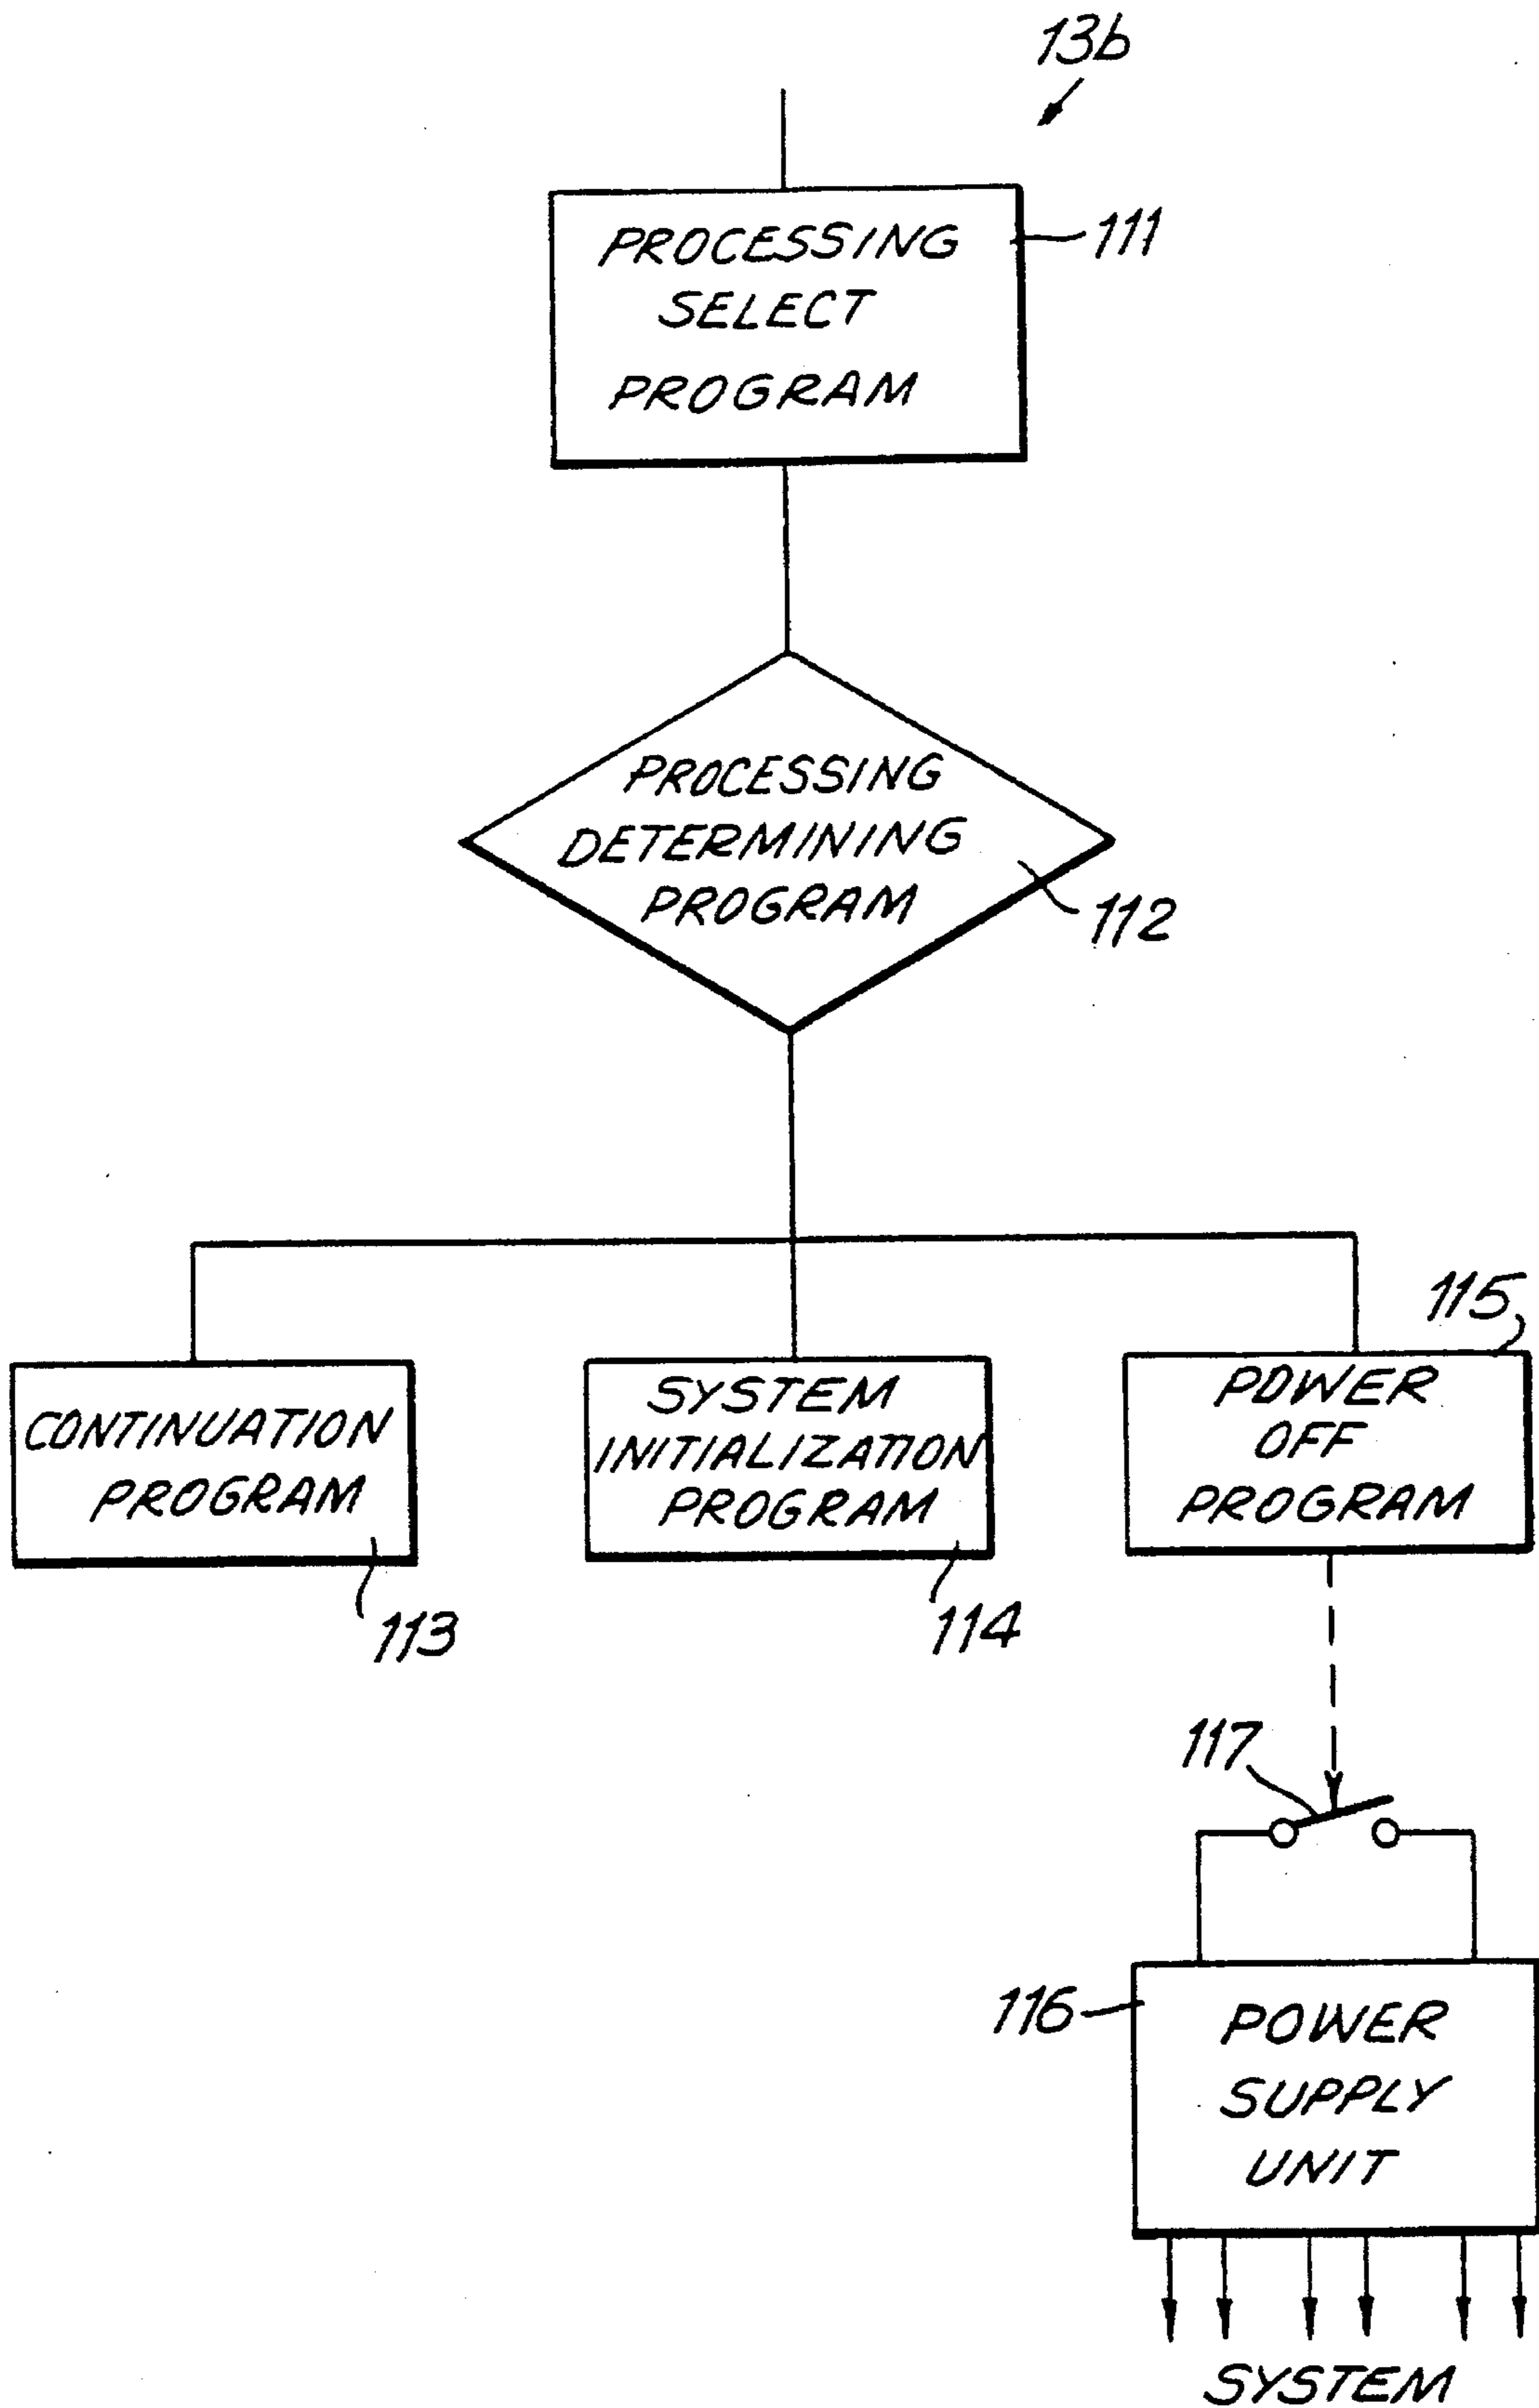 13b
PROCESSING
SELECT
PROGRAM
111
PROCESSING
DETERMINING
PROGRAM
112
CONTINUATION
PROGRAM
113
SYSTEM
INITIALIZATION
PROGRAM
114
115
POWER
OFF
PROGRAM
117
116
POWER
SUPPLY
UNIT
SYSTEM